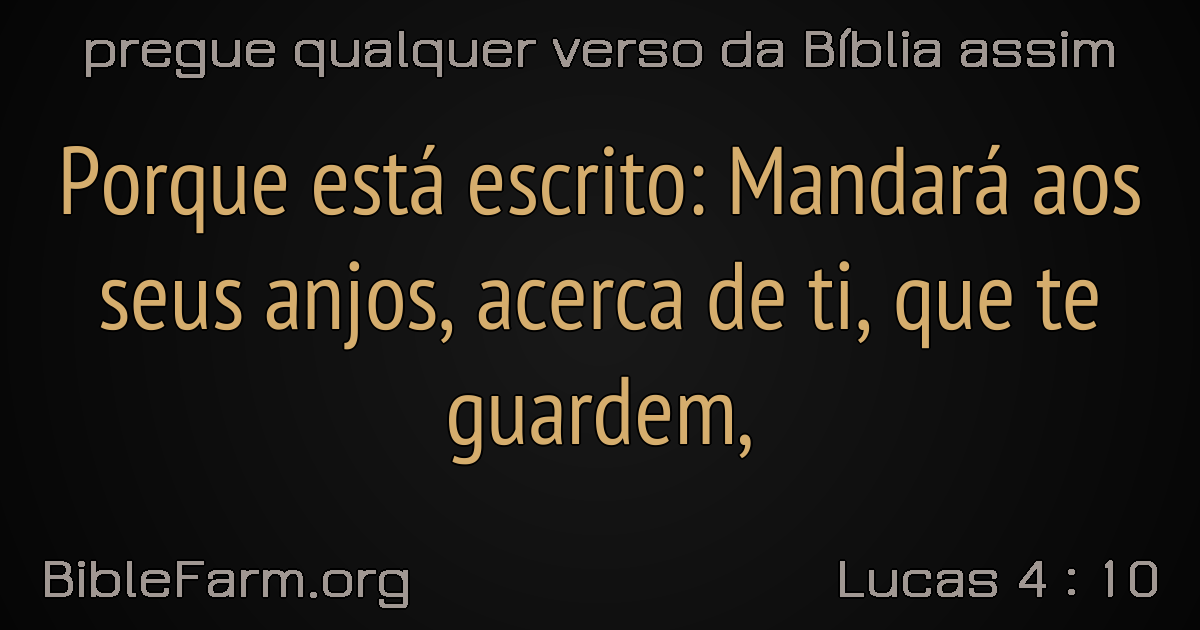 pregue qualquer verso da Bíblia assim
Porque está escrito: Mandará aos
seus anjos, acerca de ti, que te
guardem,
BibleFarm.org
Lucas 4 : 10